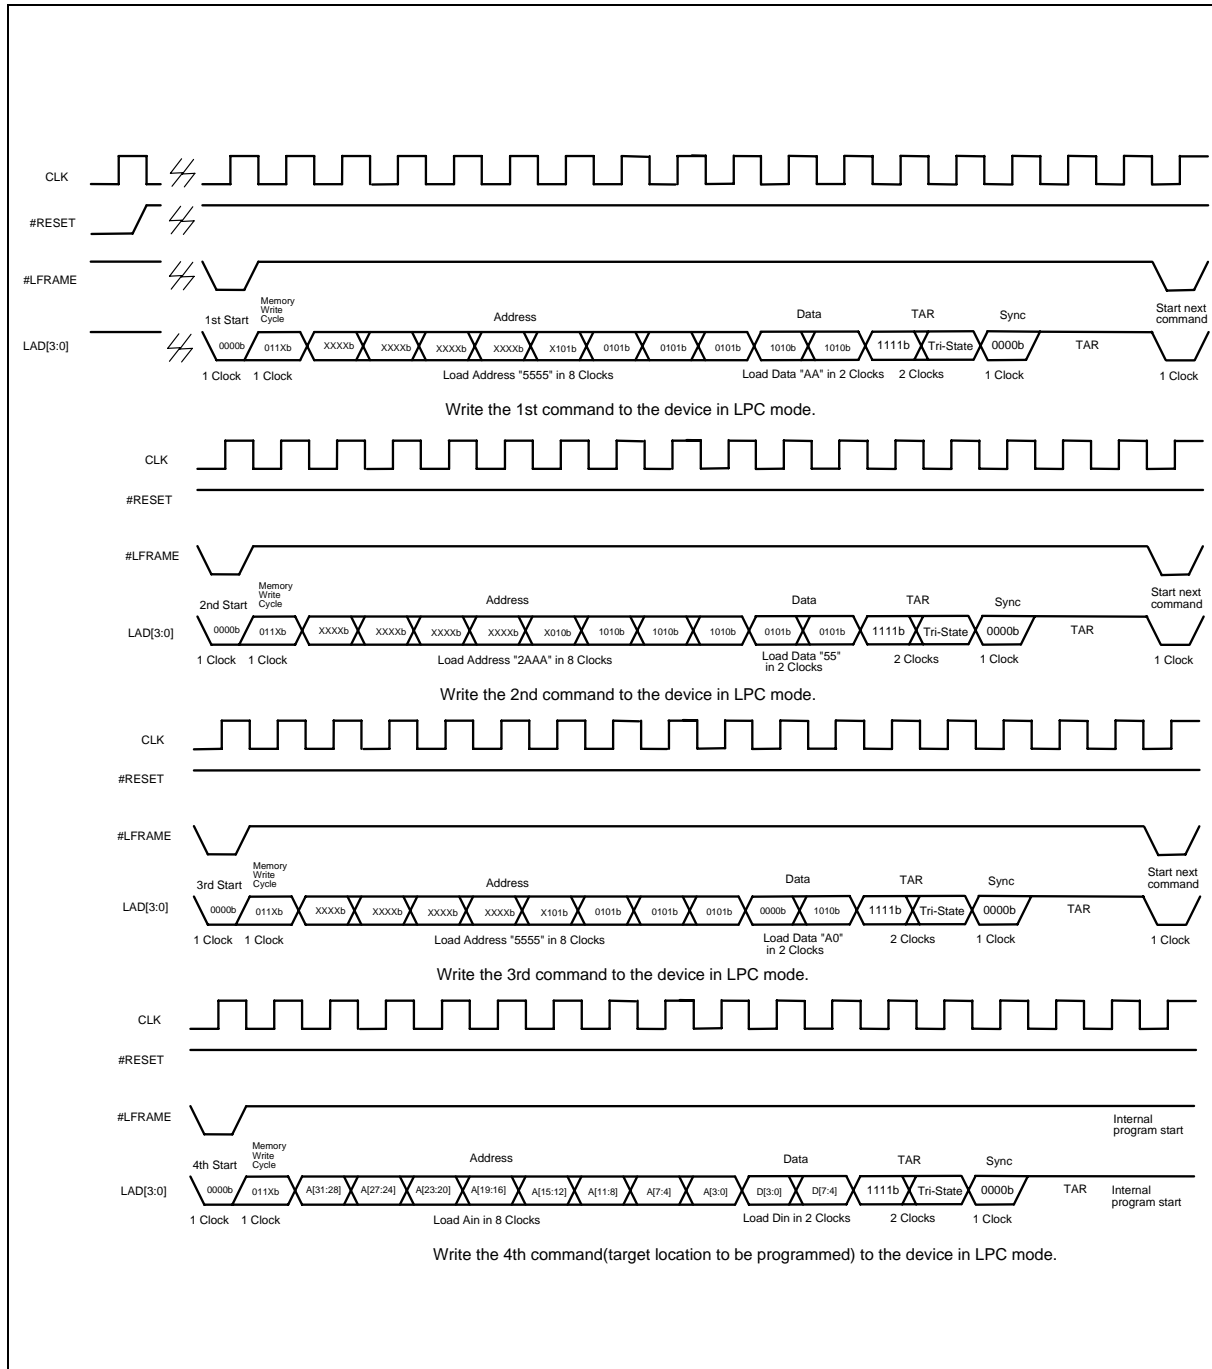 CLK
#RESET
#LFRAME
1st Start Memory Write Cycle Address Data TAR Sync Start next command
LAD[3:0] 0000b 011Xb XXXXb XXXXb XXXXb XXXXb X101b 0101b 0101b 0101b 1010b 1010b 1111b Tri-State 0000b TAR
1 Clock 1 Clock Load Address "5555" in 8 Clocks Load Data "AA" in 2 Clocks 2 Clocks 1 Clock 1 Clock
Write the 1st command to the device in LPC mode.
CLK
#RESET
#LFRAME
2nd Start Memory Write Cycle Address Data TAR Sync Start next command
LAD[3:0] 0000b 011Xb XXXXb XXXXb XXXXb XXXXb X010b 1010b 1010b 1010b 0101b 0101b 1111b Tri-State 0000b TAR
1 Clock 1 Clock Load Address "2AAA" in 8 Clocks Load Data "55" in 2 Clocks 2 Clocks 1 Clock 1 Clock
Write the 2nd command to the device in LPC mode.
CLK
#RESET
#LFRAME
3rd Start Memory Write Cycle Address Data TAR Sync Start next command
LAD[3:0] 0000b 011Xb XXXXb XXXXb XXXXb XXXXb X101b 0101b 0101b 0101b 0000b 1010b 1111b Tri-State 0000b TAR
1 Clock 1 Clock Load Address "5555" in 8 Clocks Load Data "A0" in 2 Clocks 2 Clocks 1 Clock 1 Clock
Write the 3rd command to the device in LPC mode.
CLK
#RESET
#LFRAME Internal program start
4th Start Memory Write Cycle Address Data TAR Sync
LAD[3:0] 0000b 011Xb A[31:28] A[27:24] A[23:20] A[19:16] A[15:12] A[11:8] A[7:4] A[3:0] D[3:0] D[7:4] 1111b Tri-State 0000b TAR Internal program start
1 Clock 1 Clock Load Ain in 8 Clocks Load Din in 2 Clocks 2 Clocks 1 Clock
Write the 4th command(target location to be programmed) to the device in LPC mode.